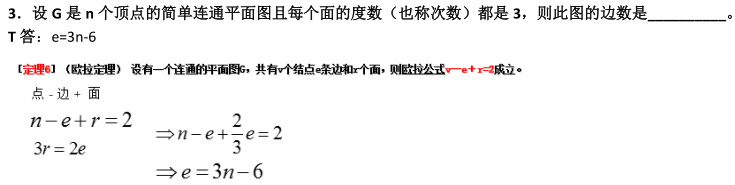 3．设 G 是 n 个顶点的简单连通平面图且每个面的度数（也称次数）都是 3，则此图的边数是__________。
T 答：e=3n-6
【定理6】（欧拉定理） 设有一个连通的平面图G，共有v个结点e条边和r个面，则欧拉公式v－e＋r=2成立。
点 - 边 + 面
n－e＋r＝2
3r＝2e
⇒n－e＋2/3e＝2
⇒e＝3n－6